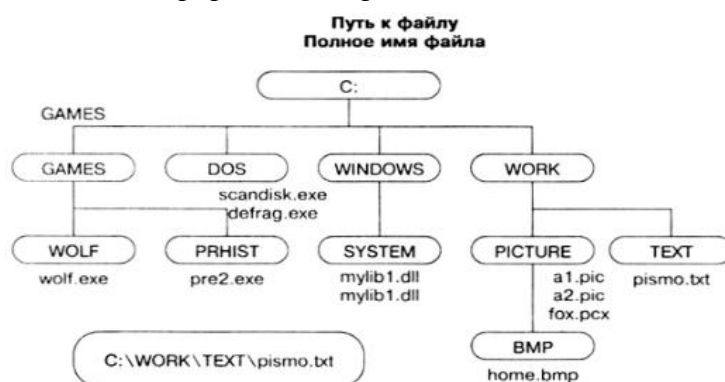 Путь к файлу
Полное имя файла
C:
GAMES
GAMES DOS WINDOWS WORK
scandisk.exe
defrag.exe
WOLF PRHIST SYSTEM PICTURE TEXT
wolf.exe pre2.exe mylib1.dll a1.pic pismo.txt
mylib1.dll a2.pic
fox.pcx
C:\WORK\TEXT\pismo.txt
BMP
home.bmp